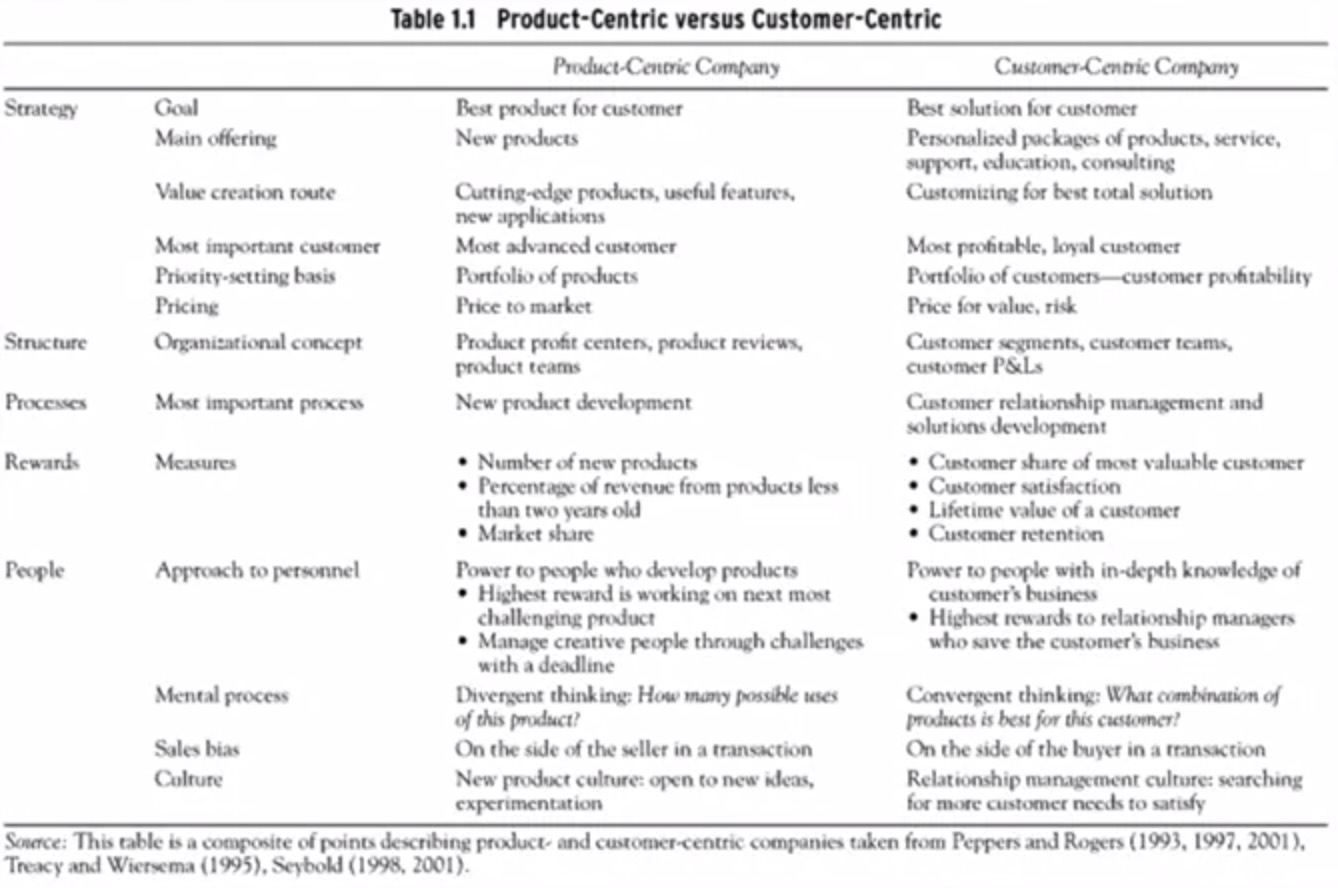 Table 1.1 Product-Centric versus Customer-Centric
Product-Centric Company Customer-Centric Company
Strategy Goal Best product for customer Best solution for customer
Main offering New products Personalized packages of products, service,
support, education, consulting
Value creation route Cutting-edge products, useful features, Customizing for best total solution
new applications
Most important customer Most advanced customer Most profitable, loyal customer
Priority-setting basis Portfolio of products Portfolio of customers—customer profitability
Pricing Price to market Price for value, risk
Structure Organizational concept Product profit centers, product reviews, Customer segments, customer teams,
product teams customer P&Ls
Processes Most important process New product development Customer relationship management and
solutions development
Rewards Measures • Number of new products • Customer share of most valuable customer
• Percentage of revenue from products less • Customer satisfaction
than two years old • Lifetime value of a customer
• Market share • Customer retention
People Approach to personnel Power to people who develop products Power to people with in-depth knowledge of
• Highest reward is working on next most customer's business
challenging product • Highest rewards to relationship managers
• Manage creative people through challenges who save the customer's business
with a deadline
Mental process Divergent thinking: How many possible uses Convergent thinking: What combination of
of this product? products is best for this customer?
Sales bias On the side of the seller in a transaction On the side of the buyer in a transaction
Culture New product culture: open to new ideas, Relationship management culture: searching
experimentation for more customer needs to satisfy
Source: This table is a composite of points describing product- and customer-centric companies taken from Peppers and Rogers (1993, 1997, 2001),
Treacy and Wiersema (1995), Seybold (1998, 2001).